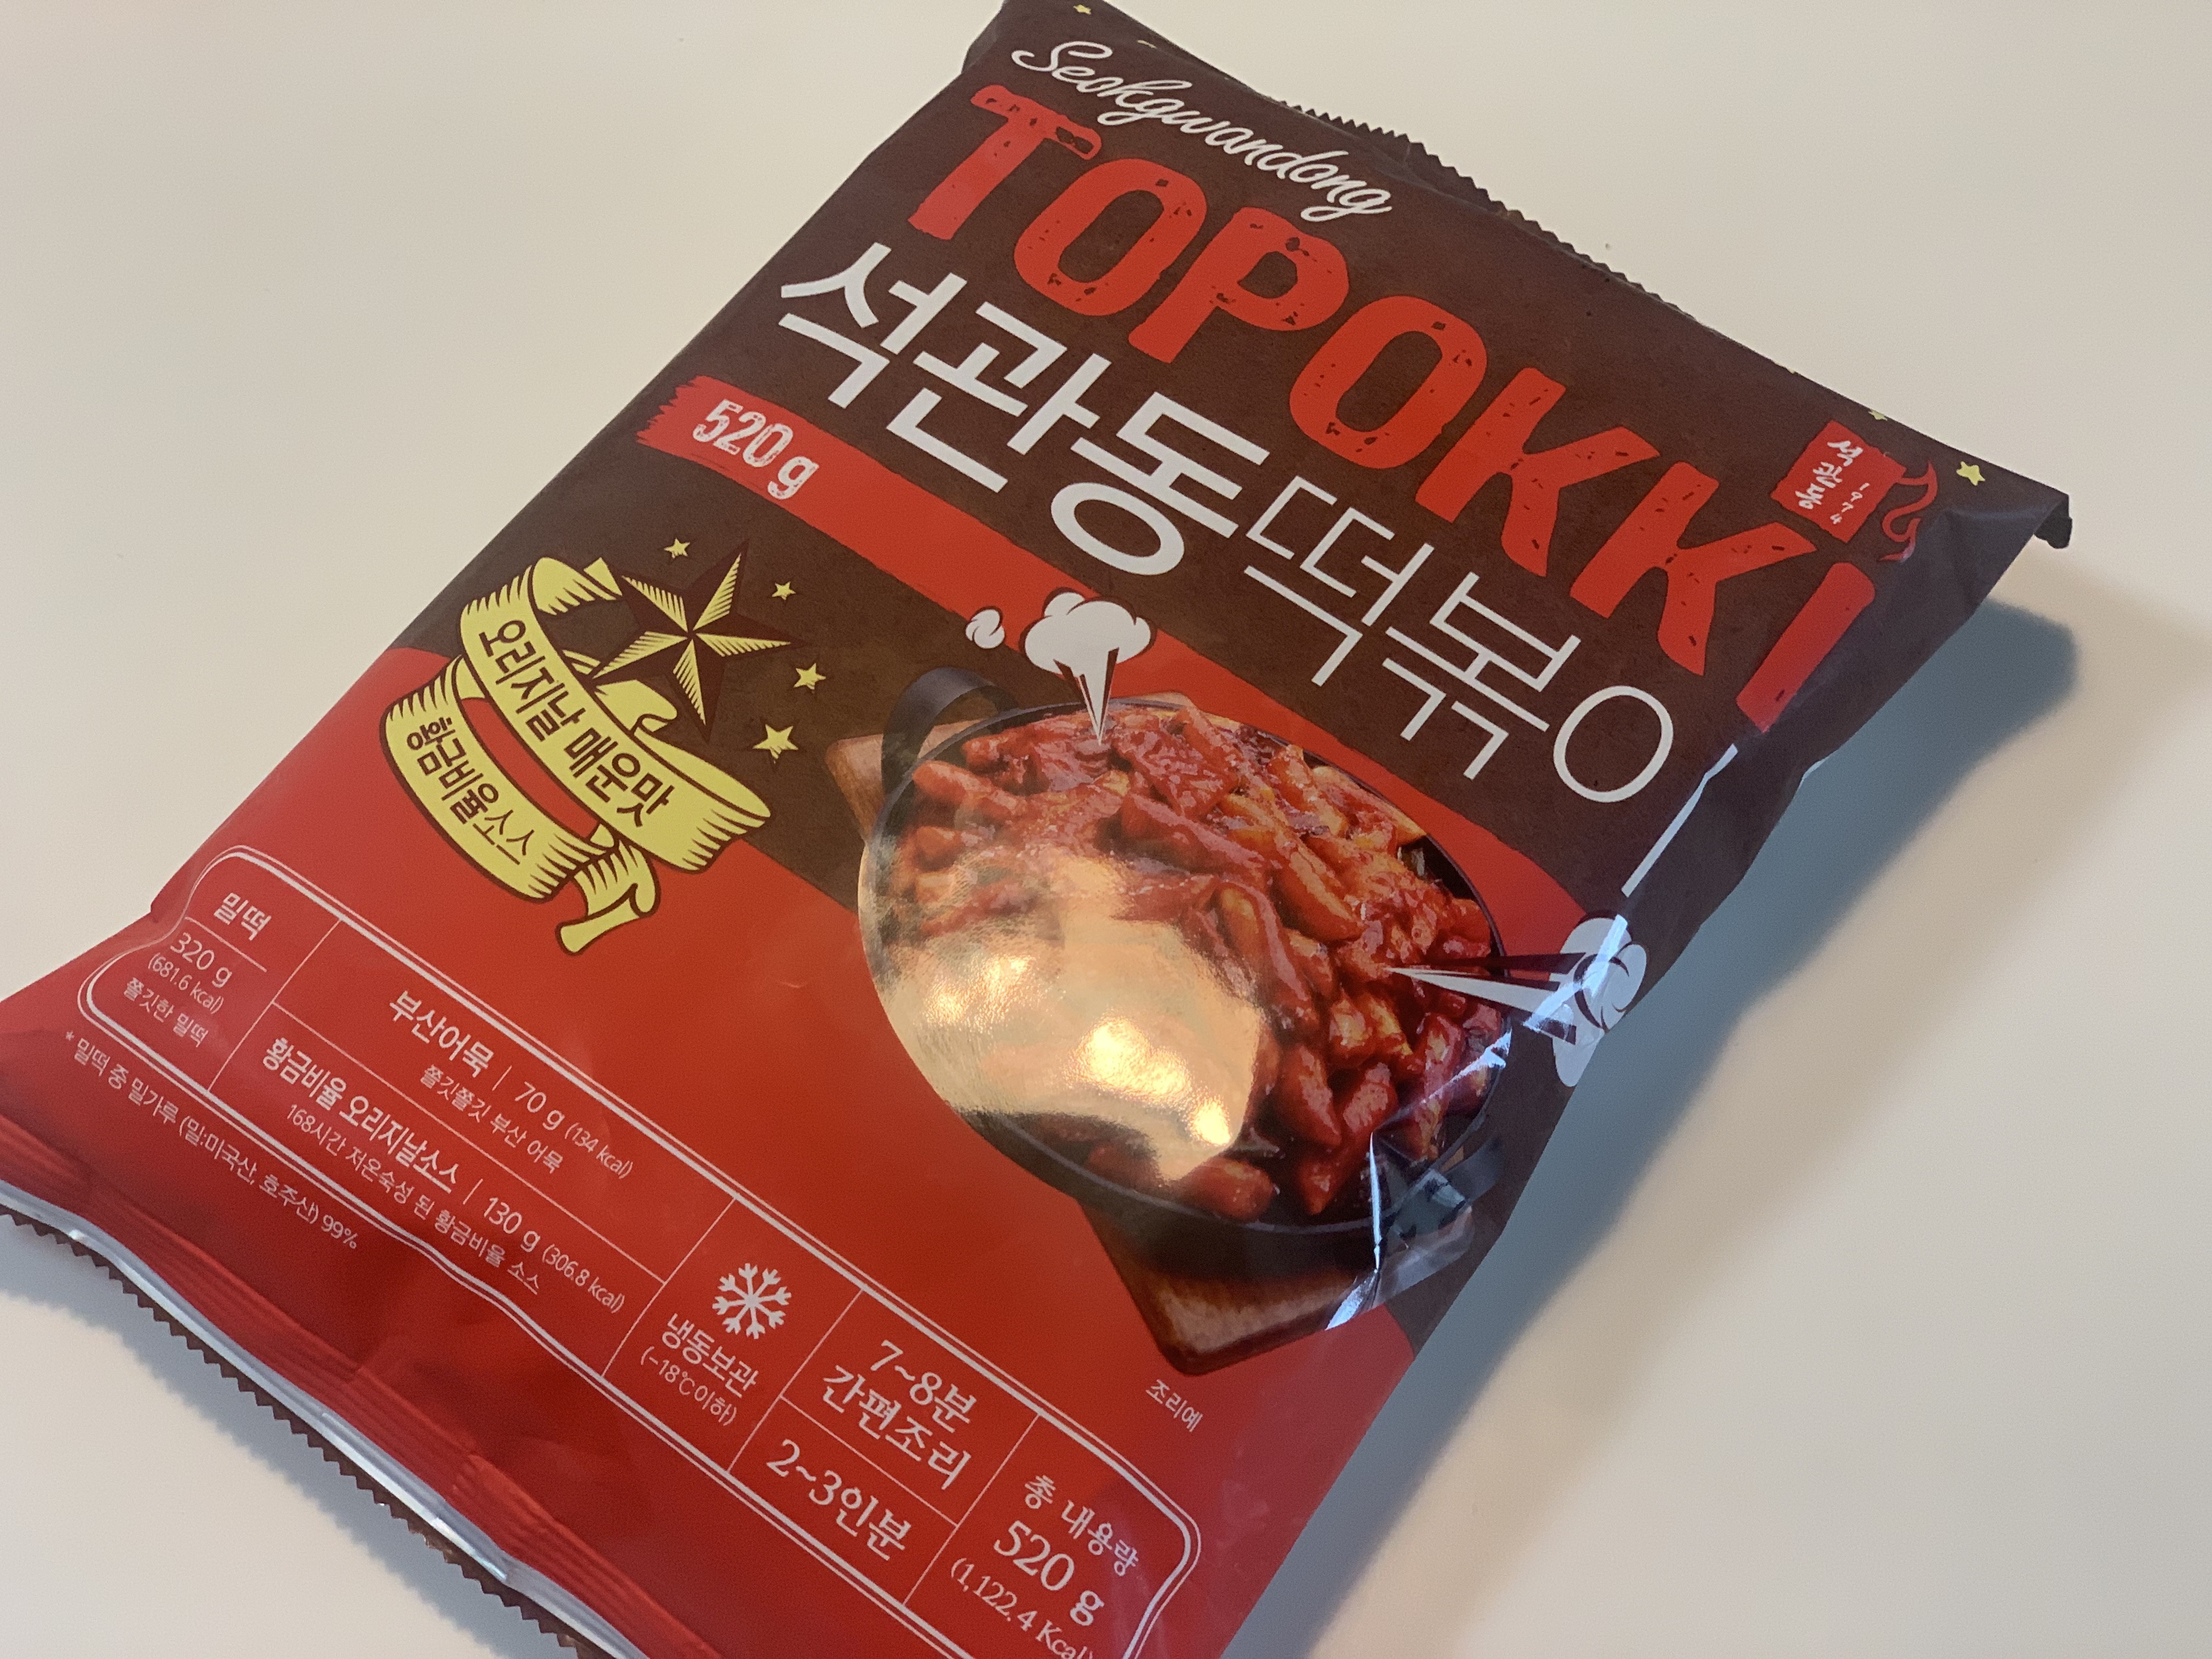 Seokgwandong
TOPOKKI
석관동떡볶이
석관동
1974
520 g
오리지날 매운맛
황금비율소스
밀떡
320 g
(681.6 kcal)
쫄깃한 밀떡
부산어묵 | 70 g (134 kcal)
쫄깃쫄깃 부산 어묵
황금비율 오리지날소스 | 130 g (306.8 kcal)
168시간 저온숙성 된 황금비율 소스
* 밀떡 중 밀가루 (밀:미국산, 호주산) 99%
냉동보관
(-18℃이하)
7~8분
간편조리
2~3인분
총 내용량
520 g
(1,122.4 Kcal)
조리예